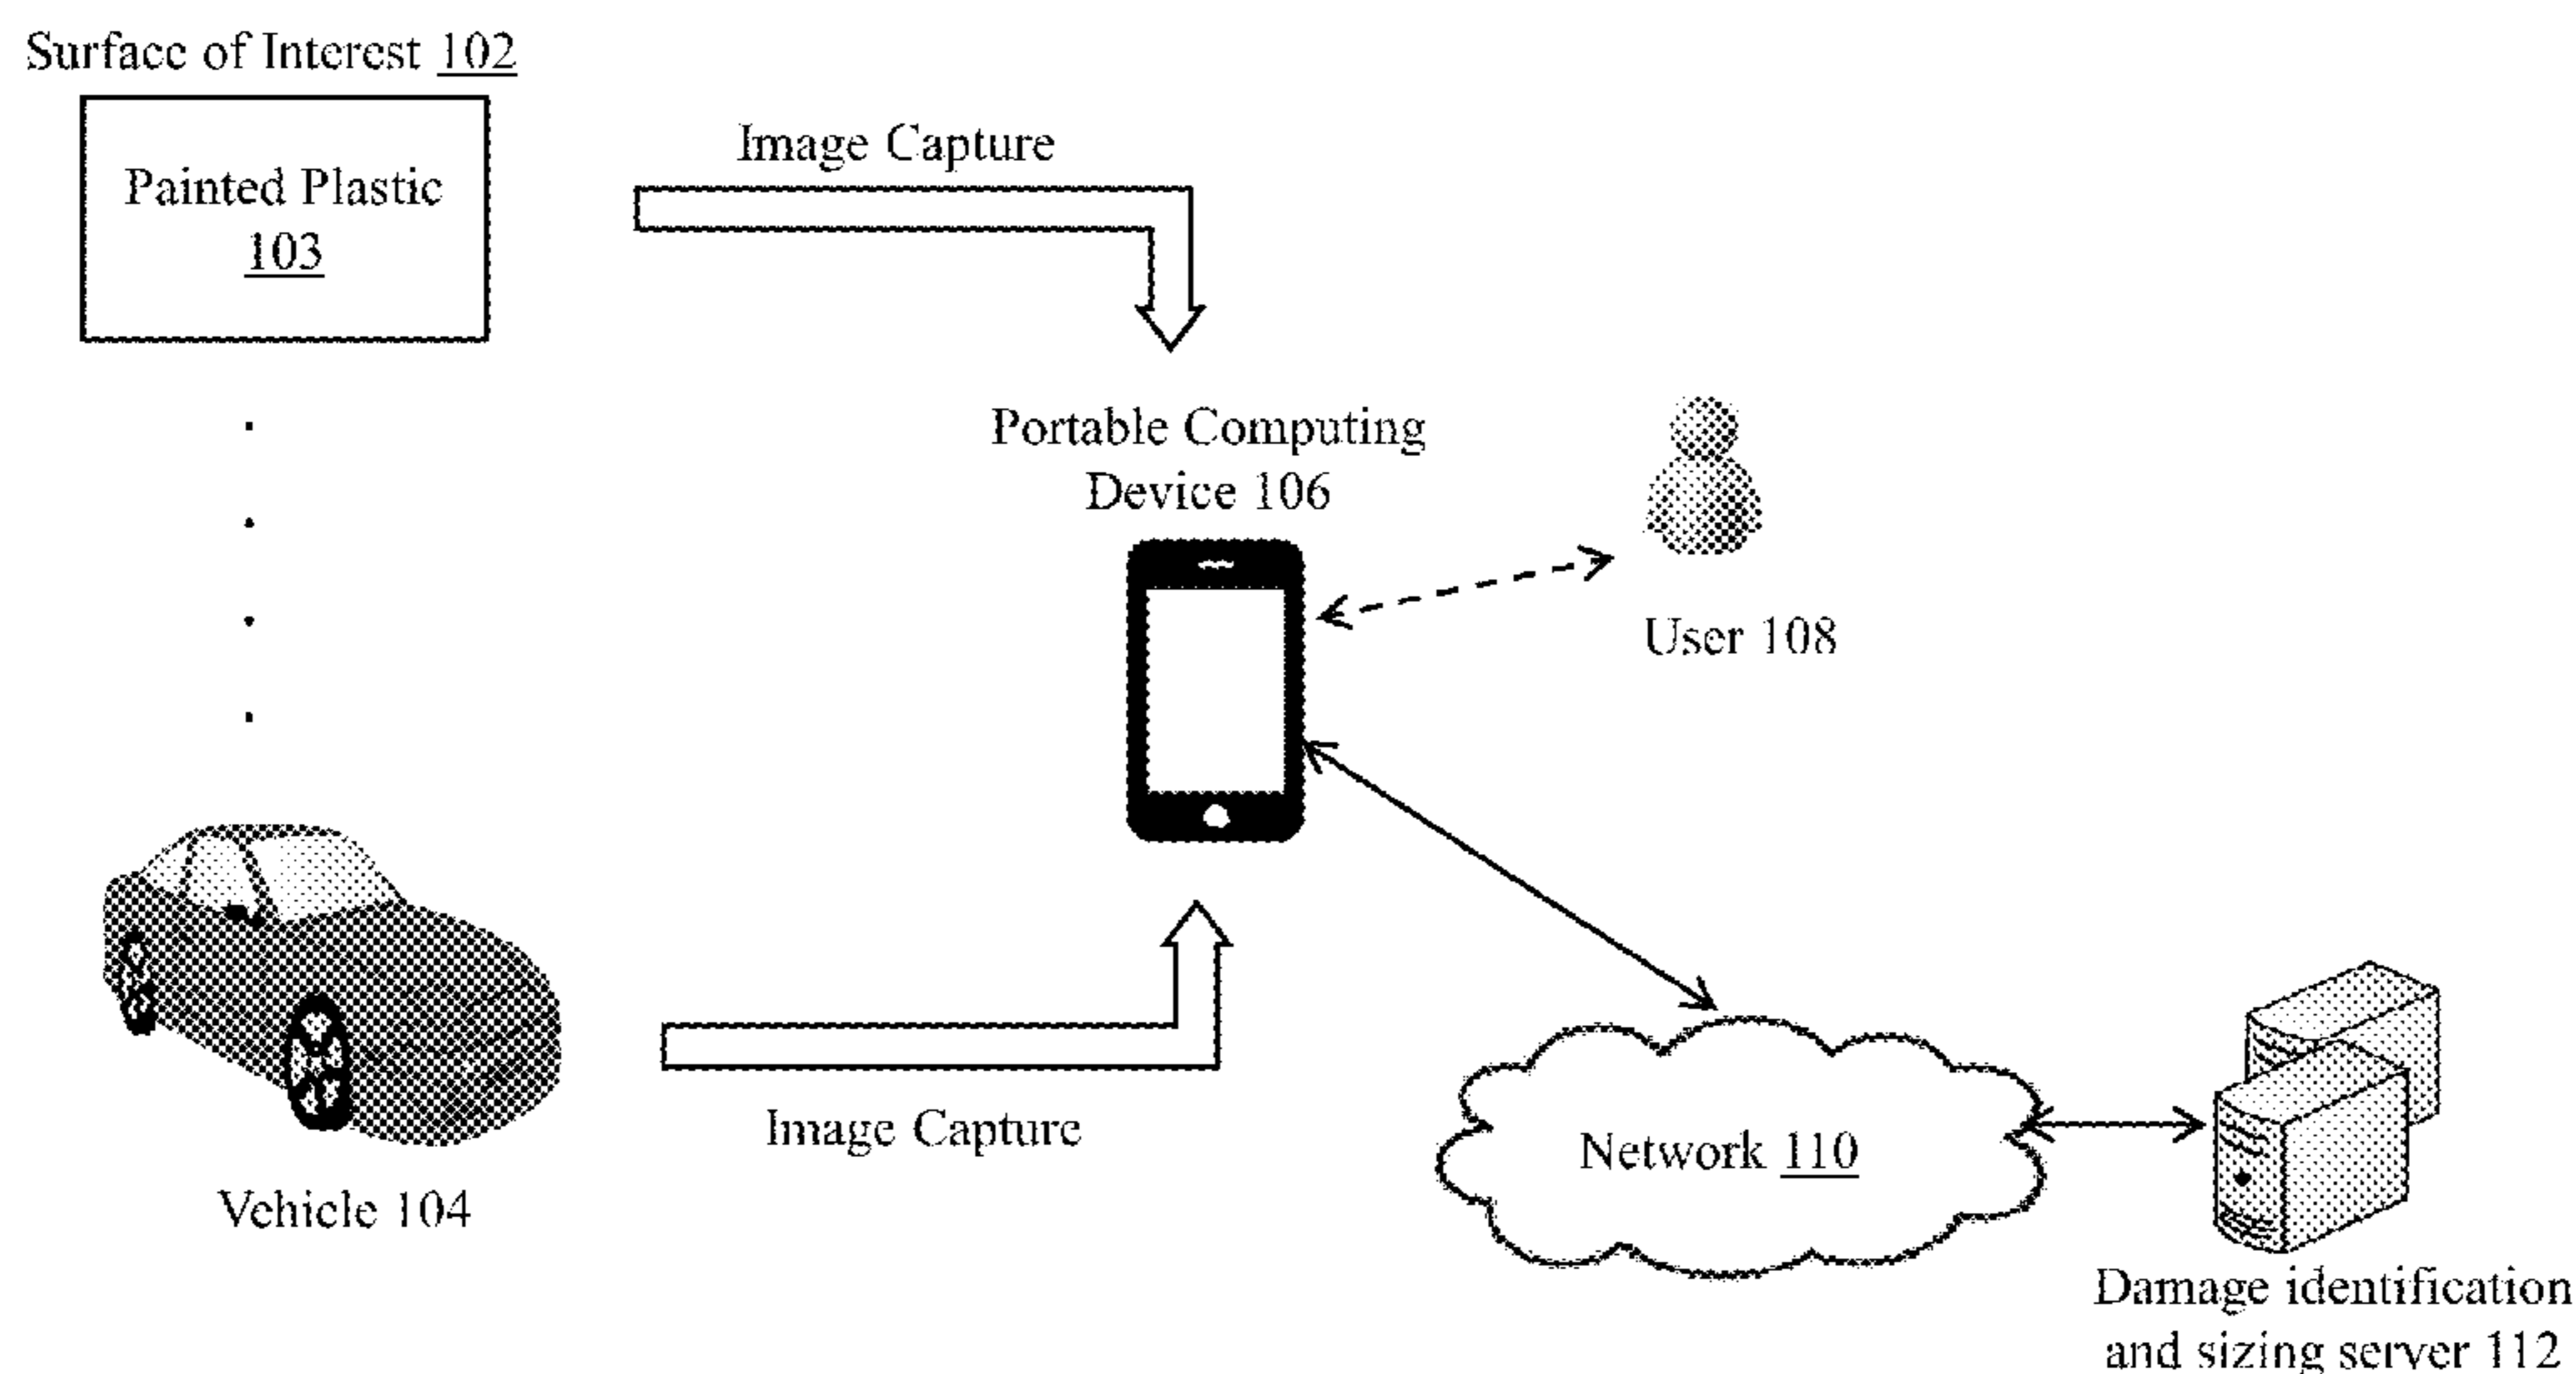 Surface of Interest 102
Painted Plastic
103
Image Capture
Portable Computing
Device 106
User 108
Image Capture
Vehicle 104
Network 110
Damage identification
and sizing server 112